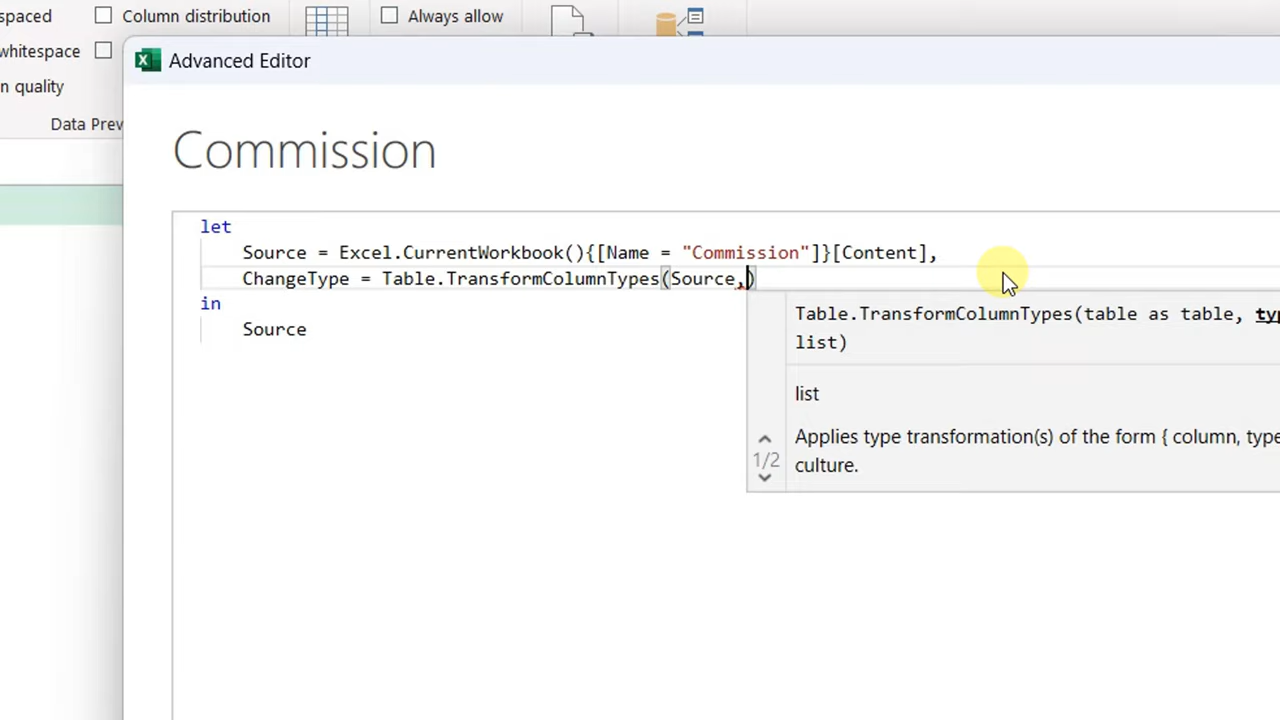 spaced
Column distribution
Always allow
whitespace
n quality
Data Prev
Advanced Editor
Commission
let
Source = Excel.CurrentWorkbook(){[Name = "Commission"]}[Content],
ChangeType = Table.TransformColumnTypes(Source,)
in
Source
Table.TransformColumnTypes(table as table, typ
list)
list
Applies type transformation(s) of the form { column, type
1/2
culture.